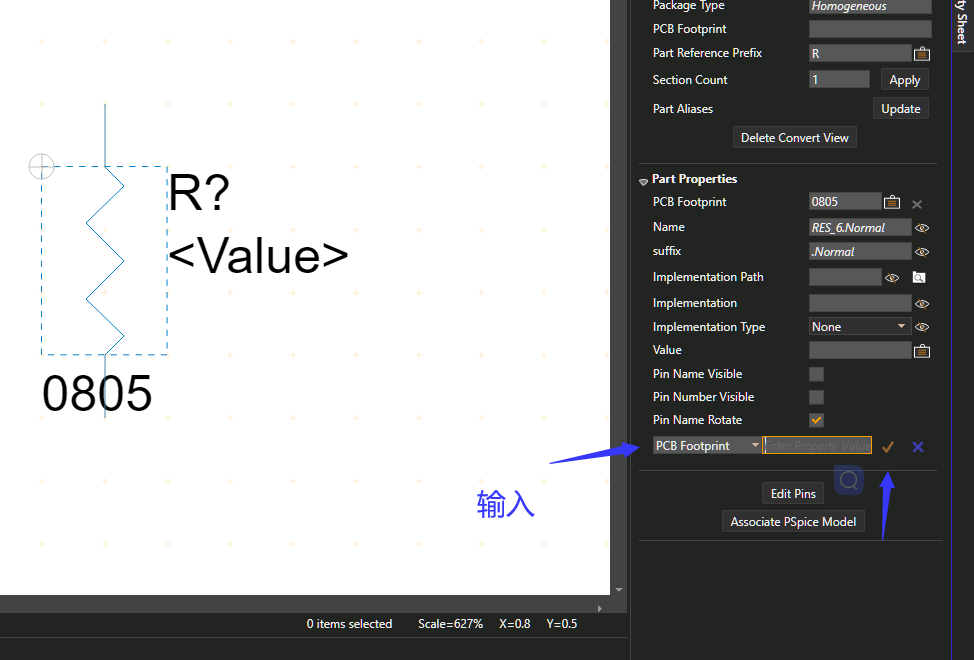 Package Type Homogeneous
PCB Footprint
Part Reference Prefix R
Section Count 1 Apply
Part Aliases Update
Delete Convert View
ty Sheet
Part Properties
PCB Footprint 0805
Name RES_6.Normal
suffix .Normal
Implementation Path
Implementation
Implementation Type None
Value
Pin Name Visible
Pin Number Visible
Pin Name Rotate
PCB Footprint Enter Property Value
Edit Pins
Associate PSpice Model
R?
<Value>
0805
输入
0 items selected Scale=627% X=0.8 Y=0.5